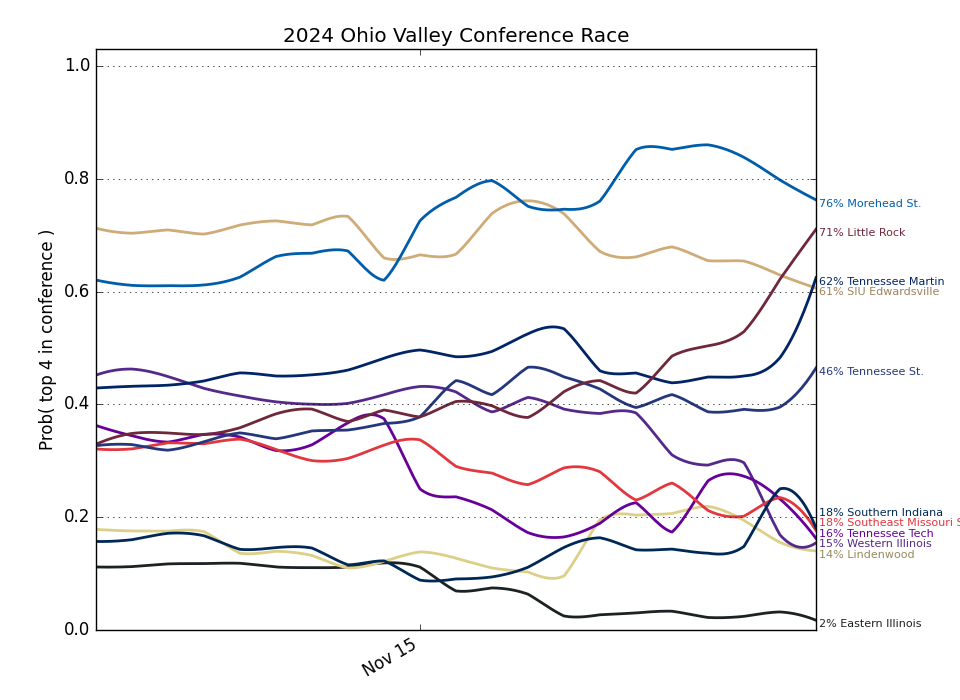 2024 Ohio Valley Conference Race
Prob( top 4 in conference )
1.0
0.8
0.6
0.4
0.2
0.0
Nov 15
76% Morehead St.
71% Little Rock
62% Tennessee Martin
61% SIU Edwardsville
46% Tennessee St.
18% Southern Indiana
18% Southeast Missouri S
16% Tennessee Tech
15% Western Illinois
14% Lindenwood
2% Eastern Illinois